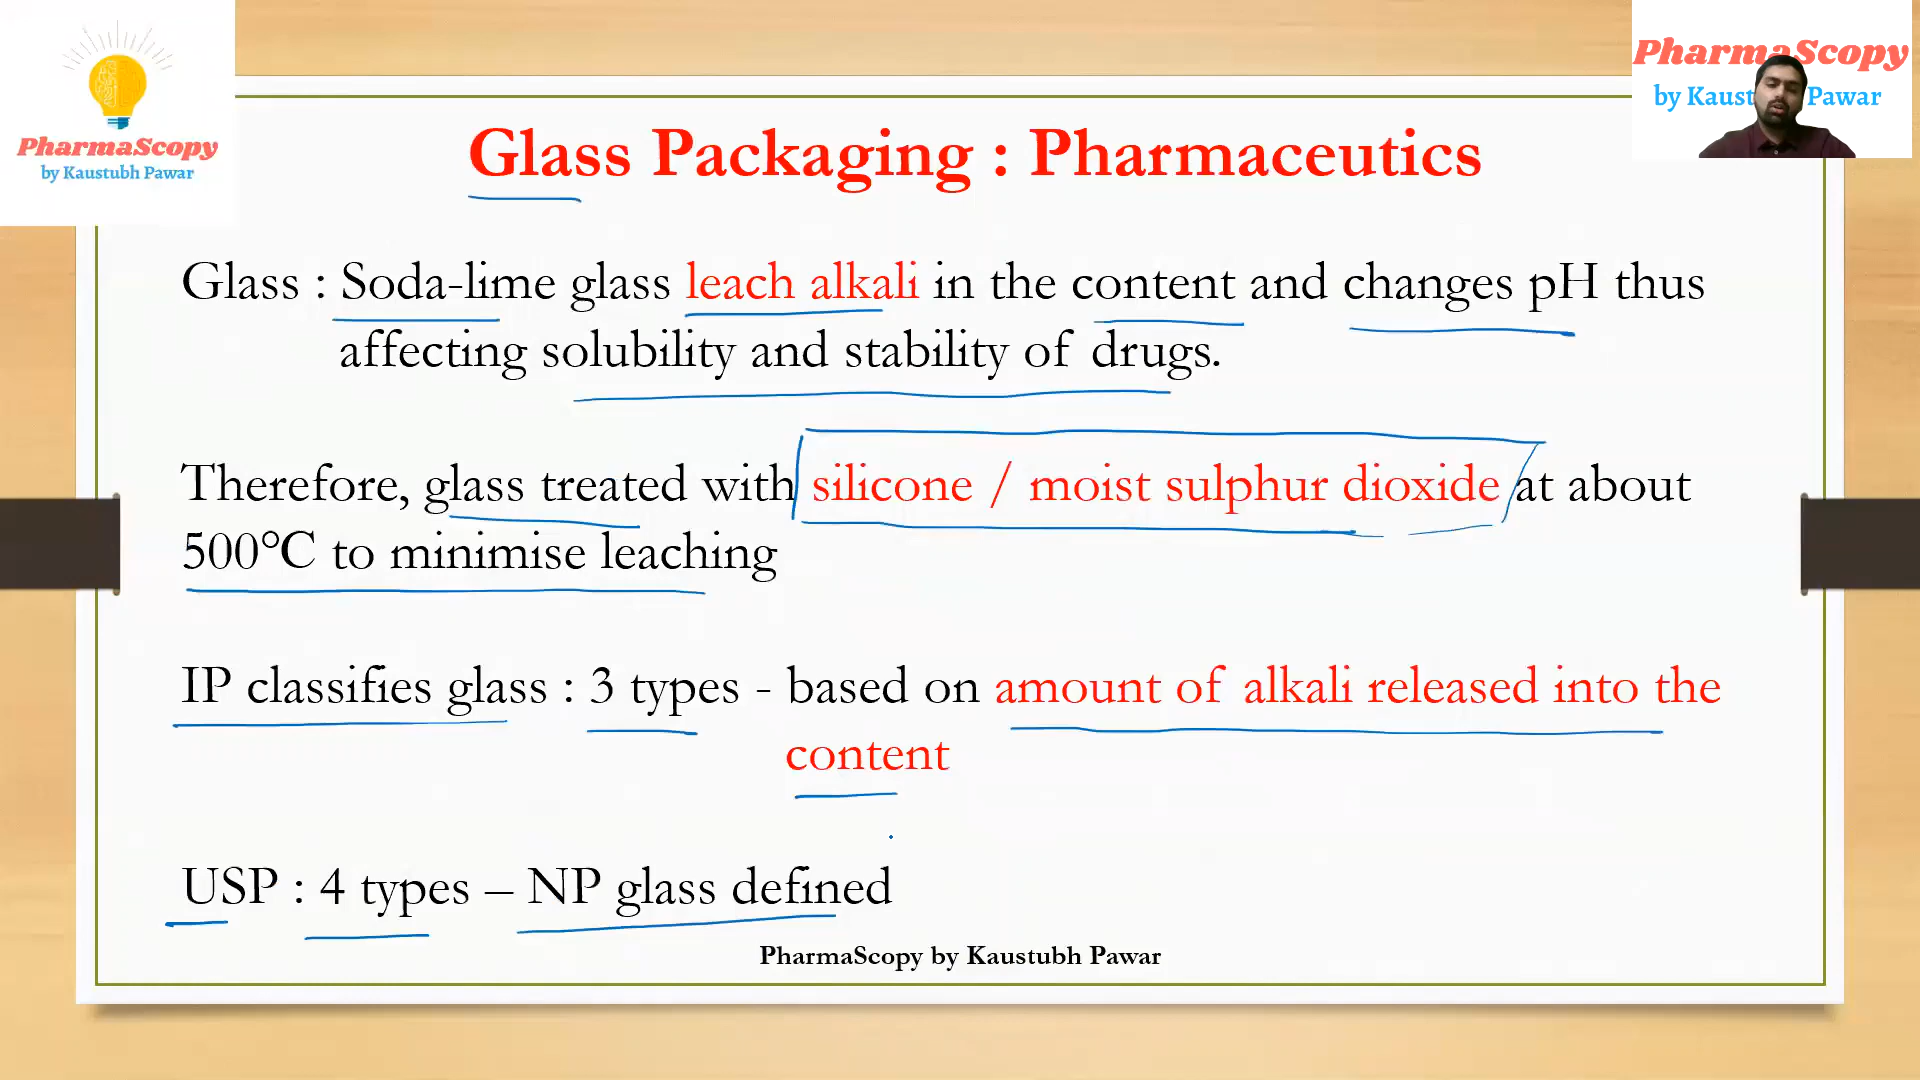 PharmaScopy
by Kaustubh Pawar
PharmaScopy
by Kaust Pawar
Glass Packaging : Pharmaceutics
Glass : Soda-lime glass leach alkali in the content and changes pH thus
affecting solubility and stability of drugs.
Therefore, glass treated with silicone / moist sulphur dioxide at about
500°C to minimise leaching
IP classifies glass : 3 types - based on amount of alkali released into the
content
USP : 4 types – NP glass defined
PharmaScopy by Kaustubh Pawar